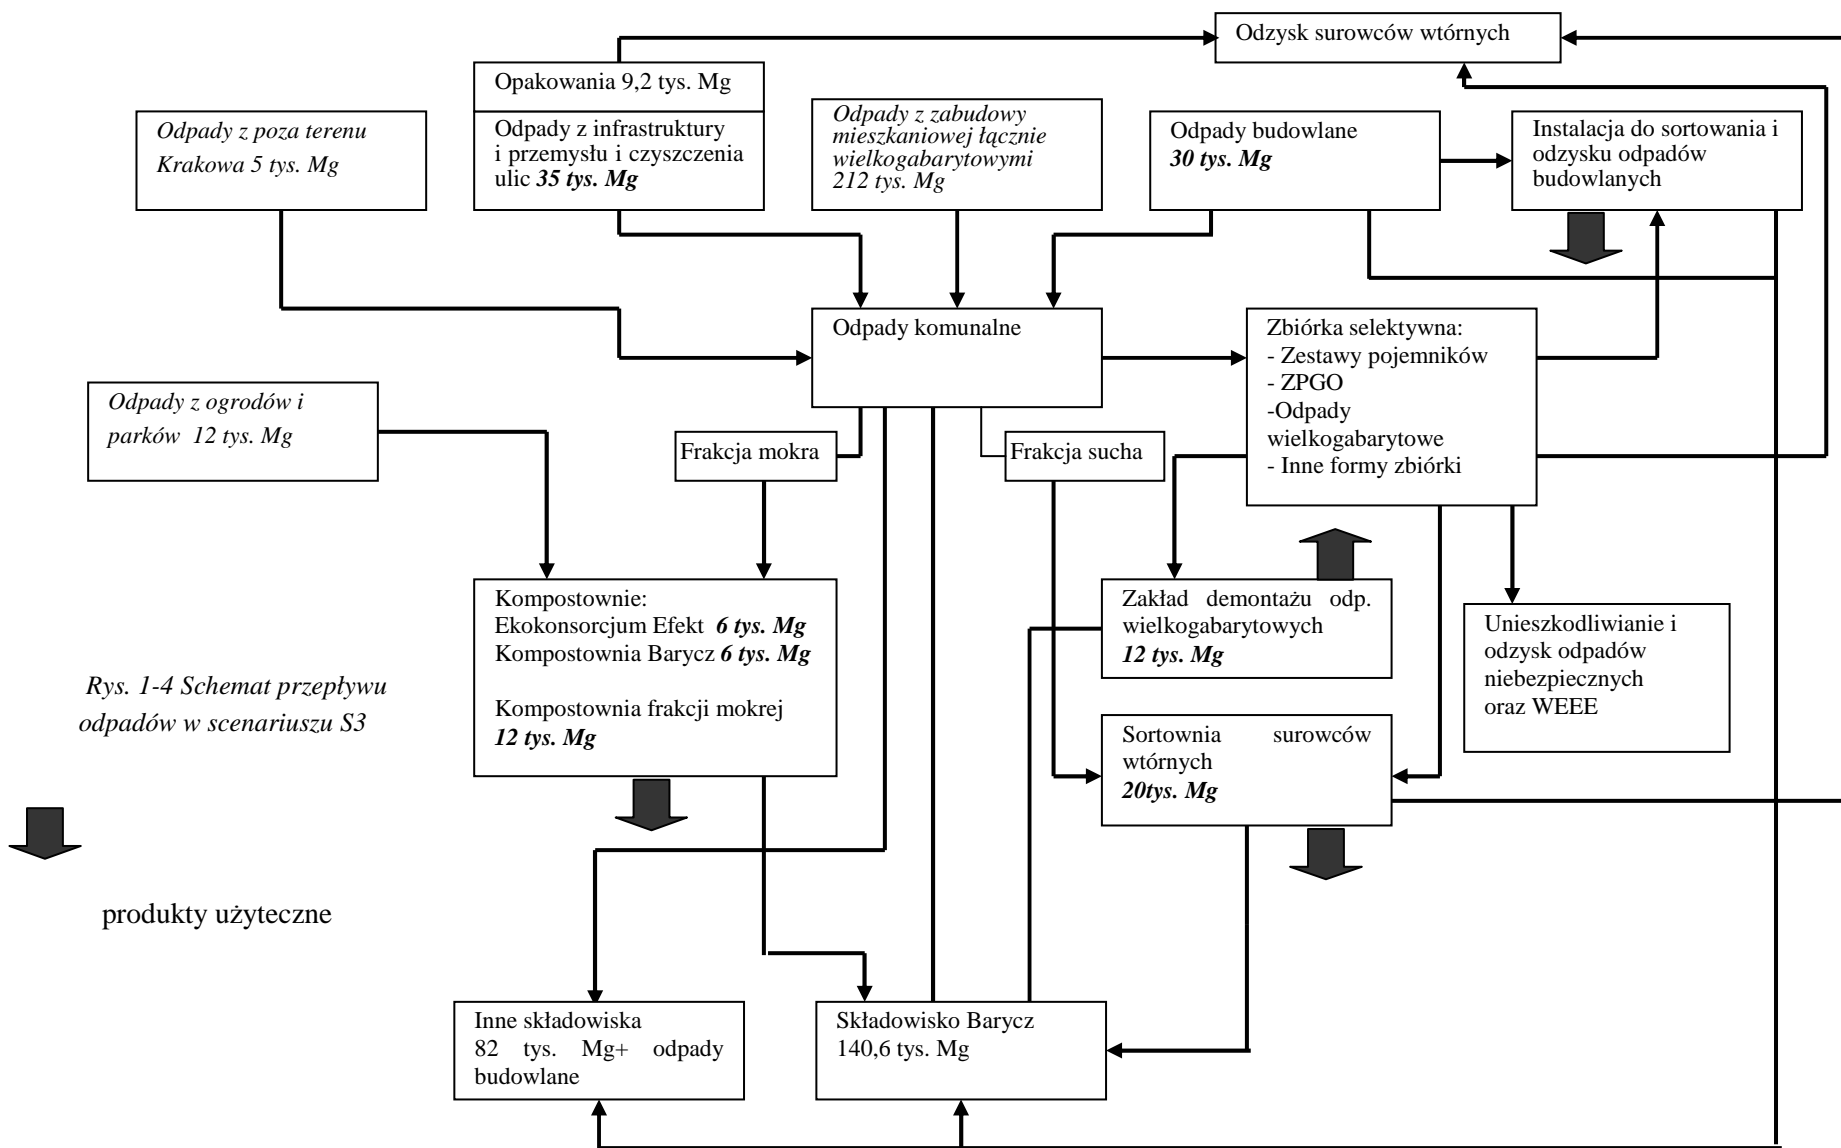 Odzysk surowców wtórnych
Opakowania 9,2 tys. Mg
Odpady z poza terenu
Krakowa 5 tys. Mg
Odpady z infrastruktury
i przemysłu i czyszczenia
ulic 35 tys. Mg
Odpady z zabudowy
mieszkaniowej łącznie
wielkogabarytowymi
212 tys. Mg
Odpady budowlane
30 tys. Mg
Instalacja do sortowania i
odzysku odpadów
budowlanych
Odpady komunalne
Zbiórka selektywna:
- Zestawy pojemników
- ZPGO
-Odpady
wielkogabarytowe
- Inne formy zbiórki
Odpady z ogrodów i
parków 12 tys. Mg
Frakcja mokra
Frakcja sucha
Kompostownie:
Ekokonsorcjum Efekt 6 tys. Mg
Kompostownia Barycz 6 tys. Mg
Kompostownia frakcji mokrej
12 tys. Mg
Zakład demontażu odp.
wielkogabarytowych
12 tys. Mg
Unieszkodliwianie i
odzysk odpadów
niebezpiecznych
oraz WEEE
Rys. 1-4 Schemat przepływu
odpadów w scenariuszu S3
Sortownia surowców
wtórnych
20tys. Mg
produkty użyteczne
Inne składowiska
82 tys. Mg+ odpady
budowlane
Składowisko Barycz
140,6 tys. Mg